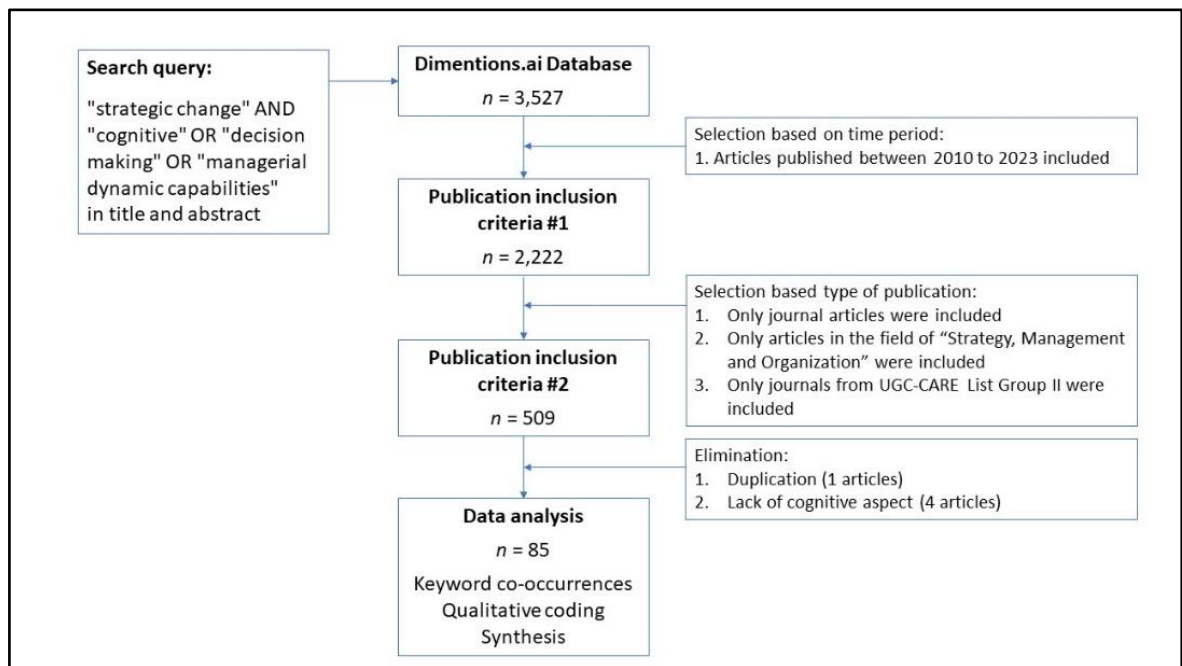 Search query:
"strategic change" AND
"cognitive" OR "decision
making" OR "managerial
dynamic capabilities"
in title and abstract
Dimentions.ai Database
n = 3,527
Selection based on time period:
1. Articles published between 2010 to 2023 included
Publication inclusion
criteria #1
n = 2,222
Selection based type of publication:
1. Only journal articles were included
2. Only articles in the field of “Strategy, Management
and Organization” were included
3. Only journals from UGC-CARE List Group II were
included
Publication inclusion
criteria #2
n = 509
Elimination:
1. Duplication (1 articles)
2. Lack of cognitive aspect (4 articles)
Data analysis
n = 85
Keyword co-occurrences
Qualitative coding
Synthesis